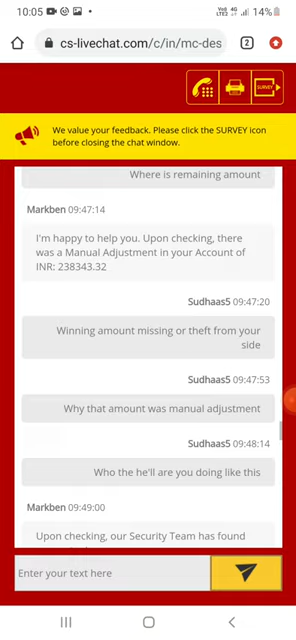 10:05
Vo)) 4G
LTE2
14%
cs-livechat.com/c/in/mc-des
2
SURVEY
We value your feedback. Please click the SURVEY icon
before closing the chat window.
Where is remaining amount
Markben 09:47:14
I'm happy to help you. Upon checking, there
was a Manual Adjustment in your Account of
INR: 238343.32
Sudhaas5 09:47:20
Winning amount missing or theft from your
side
Sudhaas5 09:47:53
Why that amount was manual adjustment
Sudhaas5 09:48:14
Who the he'll are you doing like this
Markben 09:49:00
Upon checking, our Security Team has found
Enter your text here